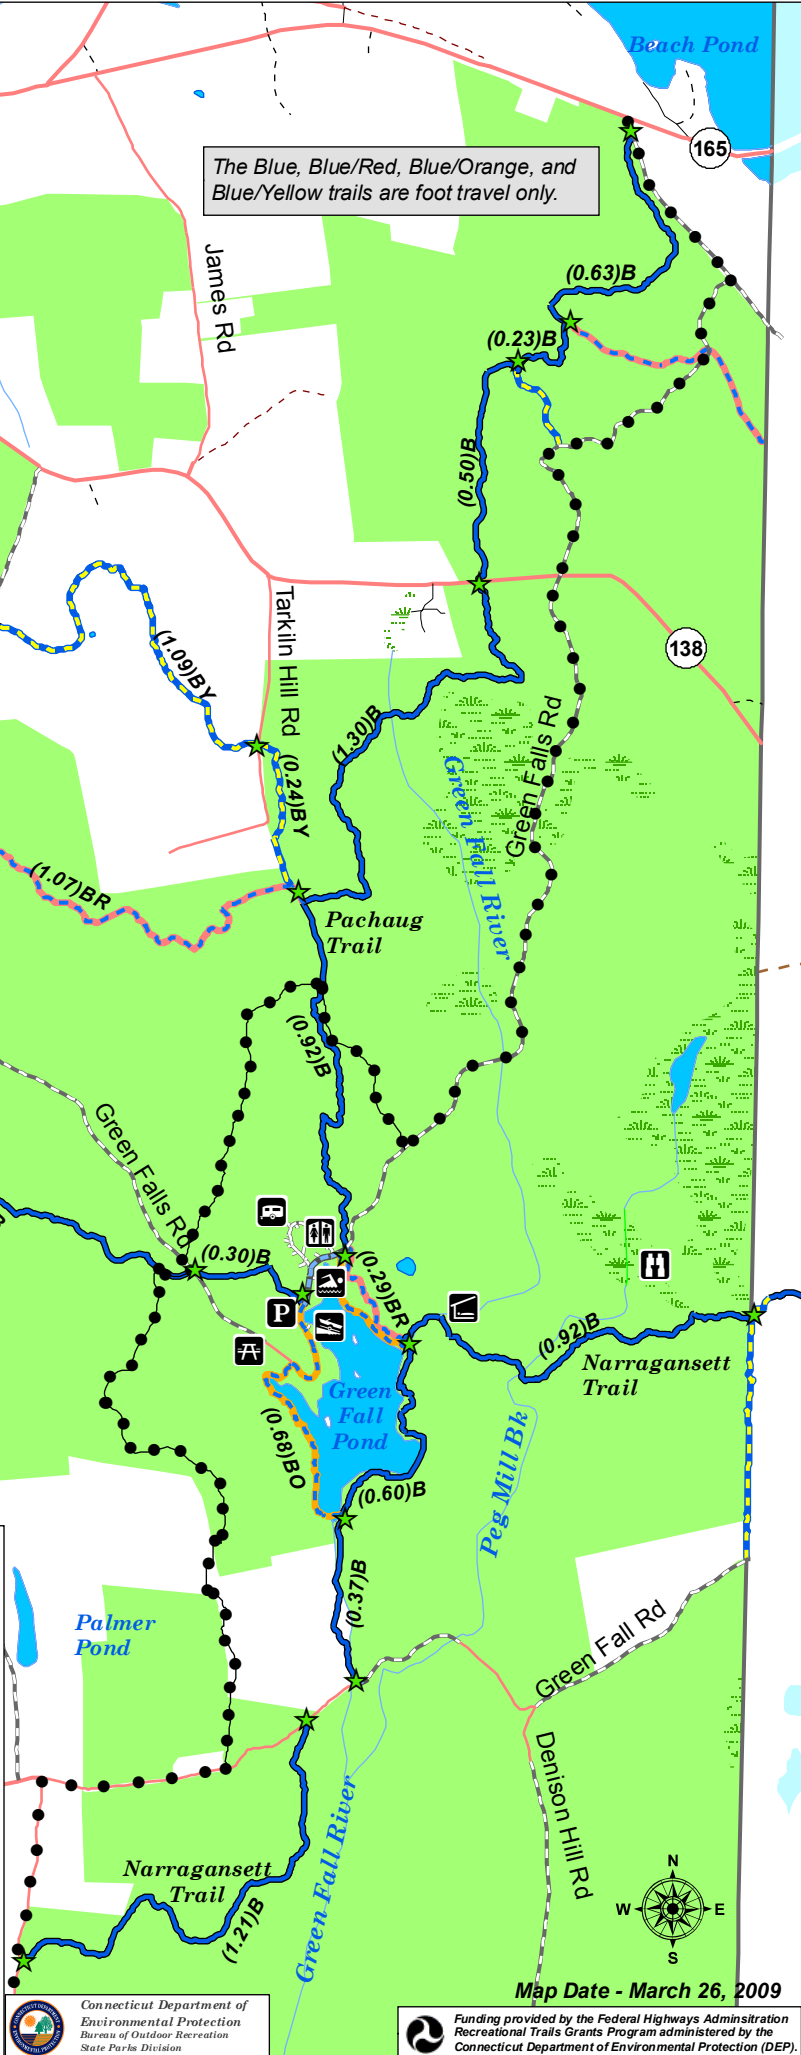 Beach Pond
165
The Blue, Blue/Red, Blue/Orange, and
Blue/Yellow trails are foot travel only.
James Rd
(0.63)B
(0.23)B
(0.50)B
Tarkiln Hill Rd
138
(1.09)BY
(1.30)B
Green Falls Rd
Green Fall River
(0.24)BY
(1.07)BR
Pachaug
Trail
(0.92)B
Green Falls Rd
(0.30)B
(0.29)BR
P
(0.92)B
Narragansett
Trail
Green
Fall
Pond
(0.68)BO
Peg Mill Bk
(0.60)B
(0.37)B
Palmer
Pond
Green Fall Rd
Denison Hill Rd
Green Fall River
Narragansett
Trail
(1.21)B
N
W
E
S
Map Date - March 26, 2009
Connecticut Department of
Environmental Protection
Bureau of Outdoor Recreation
State Parks Division
Funding provided by the Federal Highways Adminsitration
Recreational Trails Grants Program administered by the
Connecticut Department of Environmental Protection (DEP).